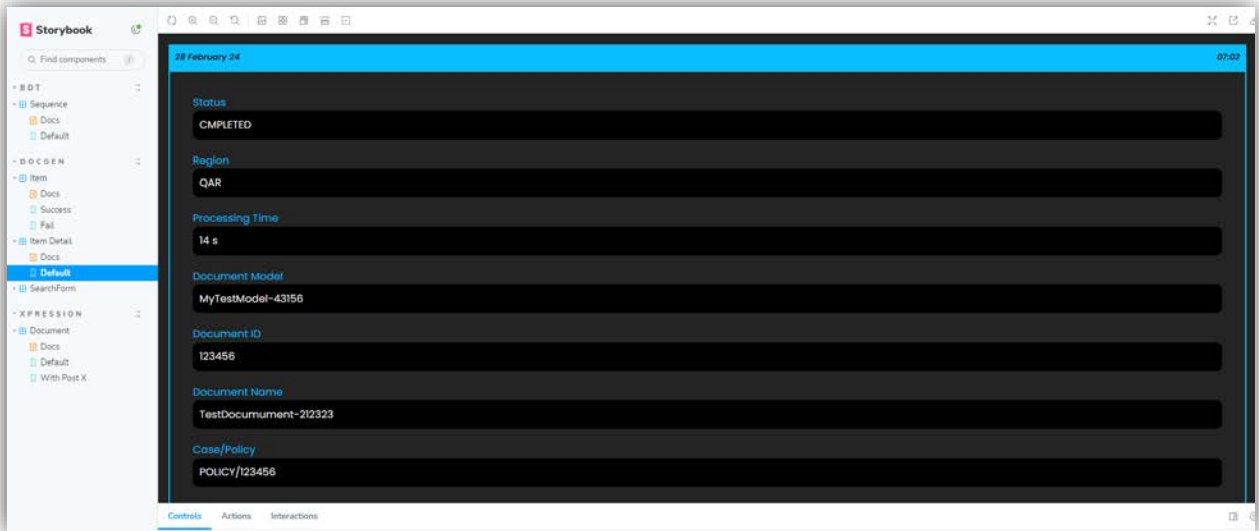 Storybook
Find components
/
BDT
Sequence
Docs
Default
DOCGEN
Item
Docs
Success
Fail
Item Detail
Docs
Default
SearchForm
XPRESSION
Document
Docs
Default
With Post X
28 February 24 07:02
Status
CMPLETED
Region
QAR
Processing Time
14 s
Document Model
MyTestModel-43156
Document ID
123456
Document Name
TestDocumument-212323
Case/Policy
POLICY/123456
Controls Actions Interactions